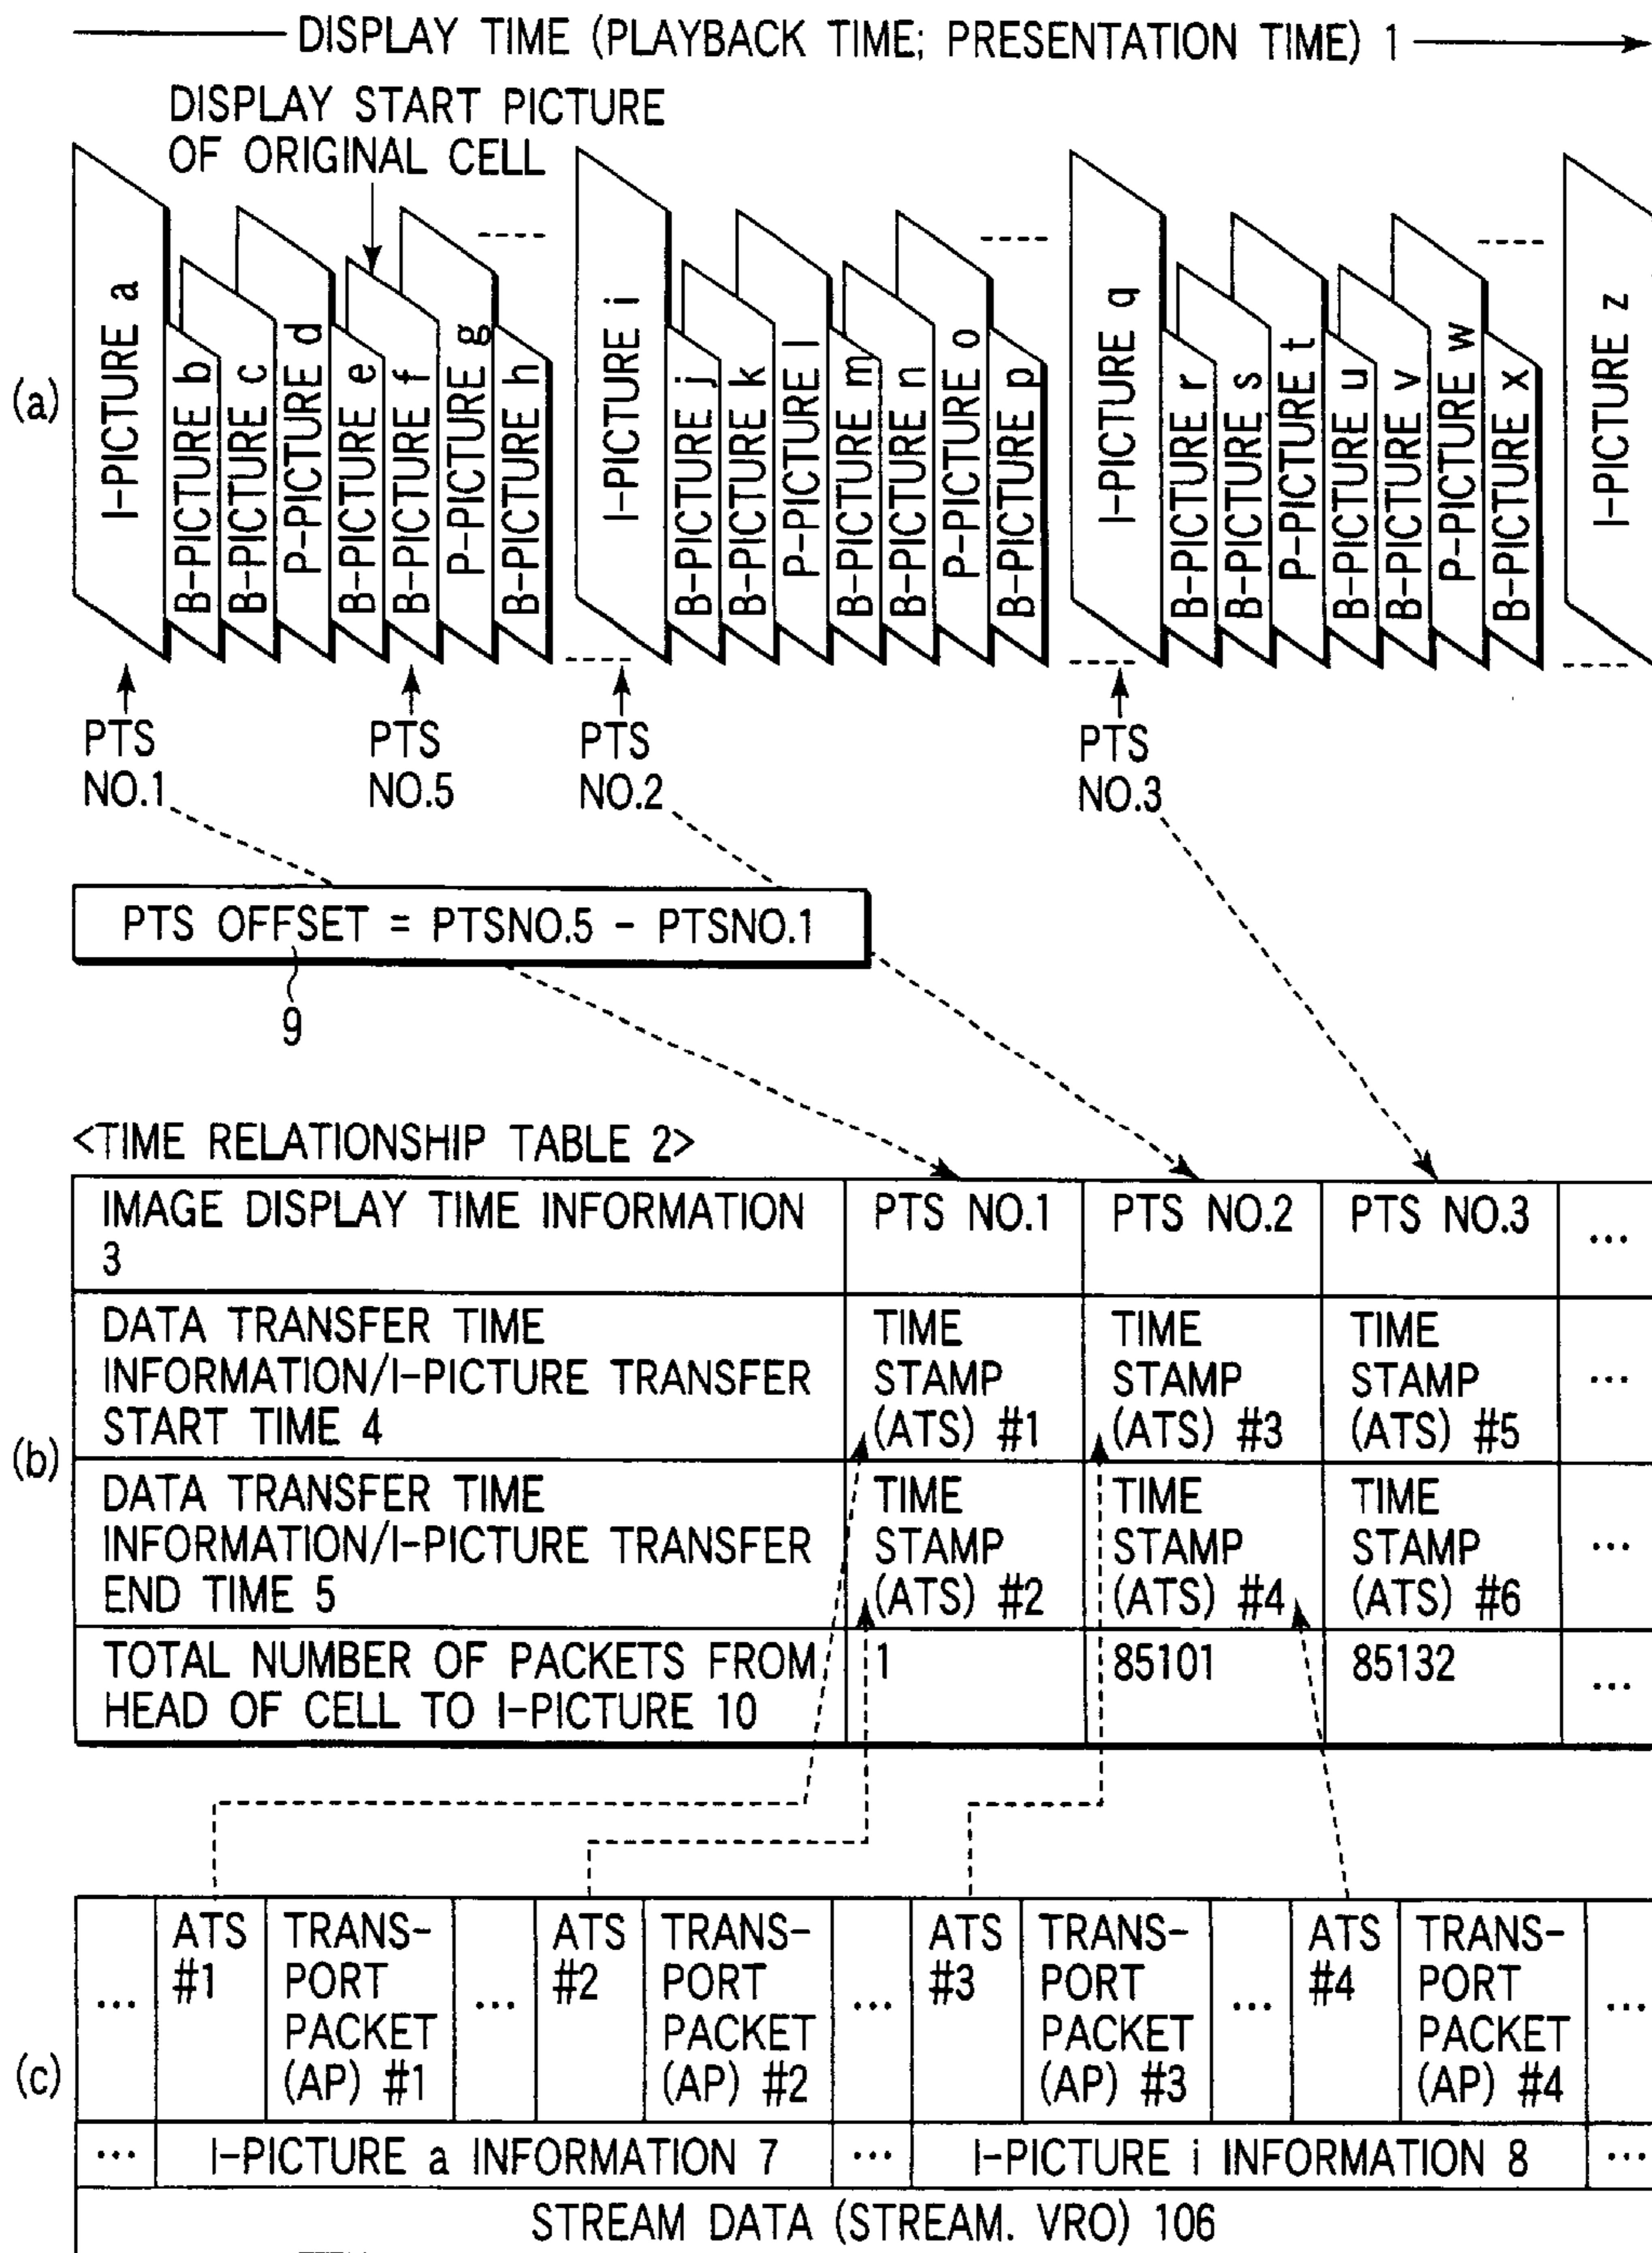 DISPLAY TIME (PLAYBACK TIME; PRESENTATION TIME) 1
DISPLAY START PICTURE
OF ORIGINAL CELL
(a)
I-PICTURE a
B-PICTURE b
B-PICTURE c
P-PICTURE d
B-PICTURE e
B-PICTURE f
P-PICTURE g
B-PICTURE h
I-PICTURE i
B-PICTURE j
B-PICTURE k
P-PICTURE l
B-PICTURE m
B-PICTURE n
P-PICTURE o
B-PICTURE p
I-PICTURE q
B-PICTURE r
B-PICTURE s
P-PICTURE t
B-PICTURE u
B-PICTURE v
P-PICTURE w
B-PICTURE x
I-PICTURE z
PTS
NO.1
PTS
NO.5
PTS
NO.2
PTS
NO.3
PTS OFFSET = PTSNO.5 - PTSNO.1
9
<TIME RELATIONSHIP TABLE 2>
(b)
IMAGE DISPLAY TIME INFORMATION
3
PTS NO.1
PTS NO.2
PTS NO.3
...
DATA TRANSFER TIME
INFORMATION/I-PICTURE TRANSFER
START TIME 4
TIME
STAMP
(ATS) #1
TIME
STAMP
(ATS) #3
TIME
STAMP
(ATS) #5
...
DATA TRANSFER TIME
INFORMATION/I-PICTURE TRANSFER
END TIME 5
TIME
STAMP
(ATS) #2
TIME
STAMP
(ATS) #4
TIME
STAMP
(ATS) #6
...
TOTAL NUMBER OF PACKETS FROM
HEAD OF CELL TO I-PICTURE 10
1
85101
85132
...
(c)
...
ATS
#1
TRANS-
PORT
PACKET
(AP) #1
...
ATS
#2
TRANS-
PORT
PACKET
(AP) #2
...
ATS
#3
TRANS-
PORT
PACKET
(AP) #3
...
ATS
#4
TRANS-
PORT
PACKET
(AP) #4
...
...
I-PICTURE a INFORMATION 7
...
I-PICTURE i INFORMATION 8
...
STREAM DATA (STREAM. VRO) 106